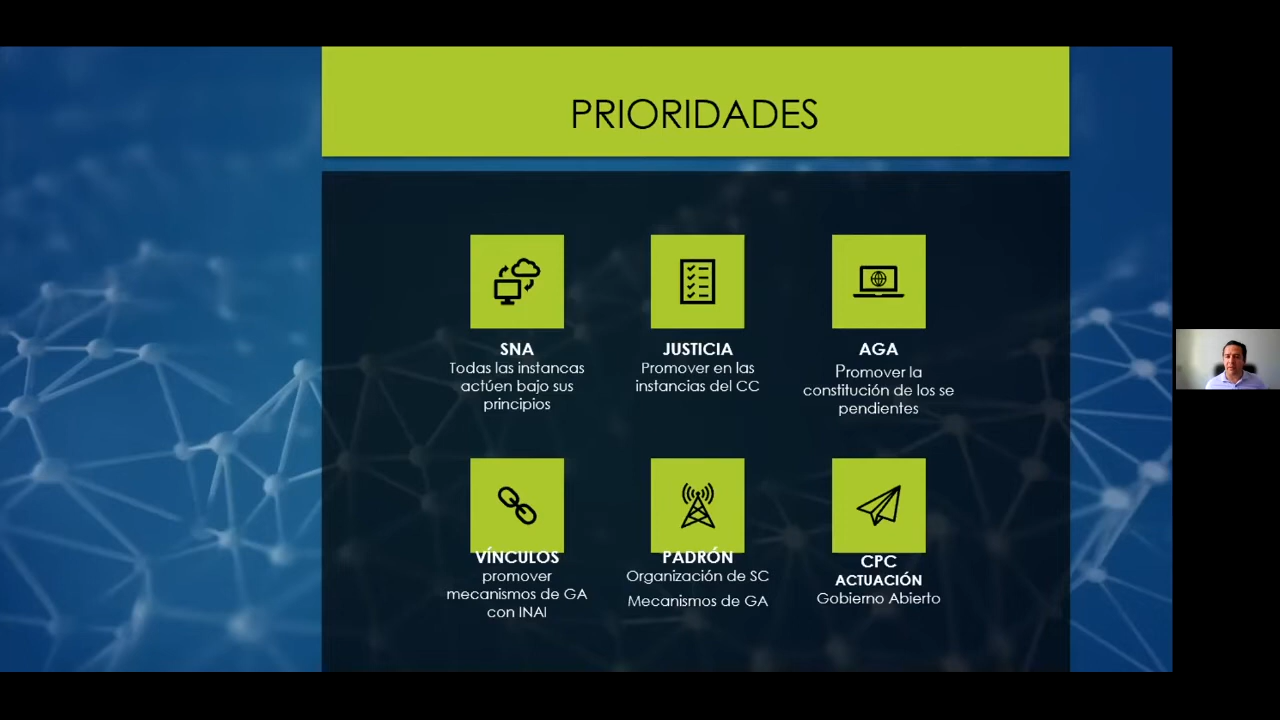 PRIORIDADES
SNA
Todas las instancas
actúen bajo sus
principios
JUSTICIA
Promover en las
instancias del CC
AGA
Promover la
constitución de los se
pendientes
VÍNCULOS
promover
mecanismos de GA
con INAI
PADRÓN
Organización de SC
Mecanismos de GA
CPC
ACTUACIÓN
Gobierno Abierto